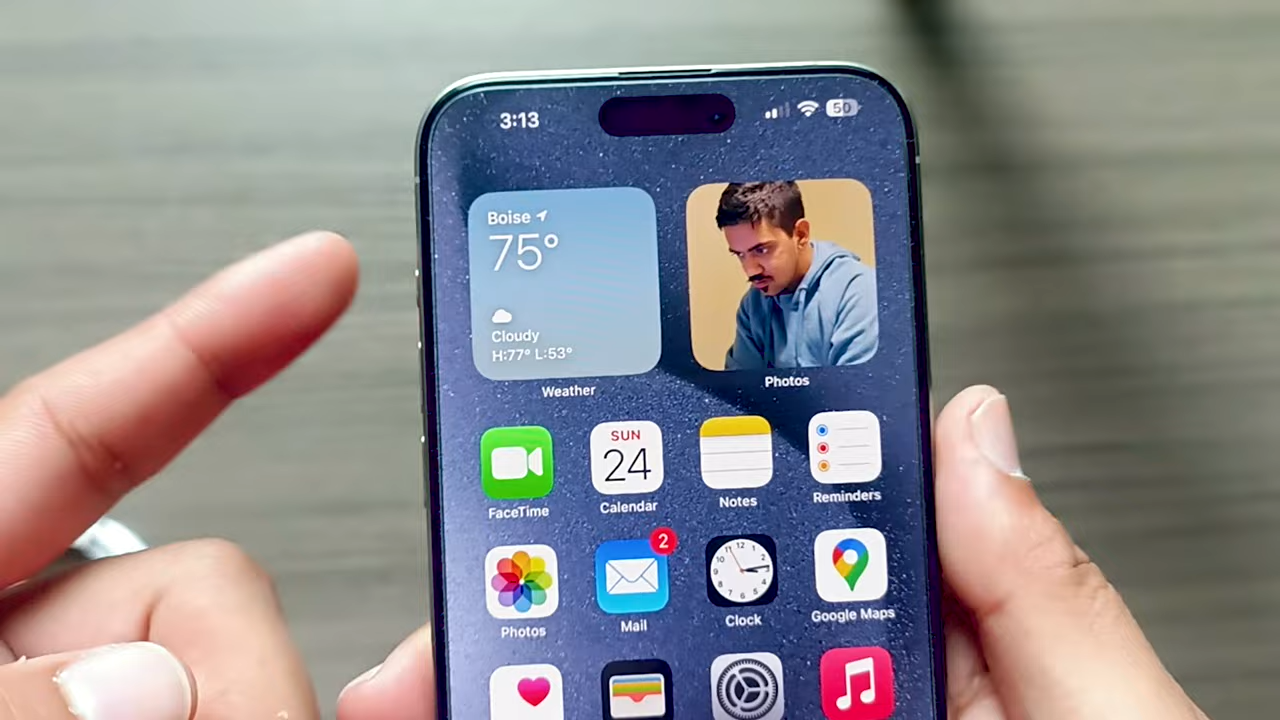 3:13
50
Boise
75°
Cloudy
H:77° L:53°
Weather
Photos
SUN
24
FaceTime
Calendar
Notes
Reminders
2
Photos
Mail
Clock
Google Maps